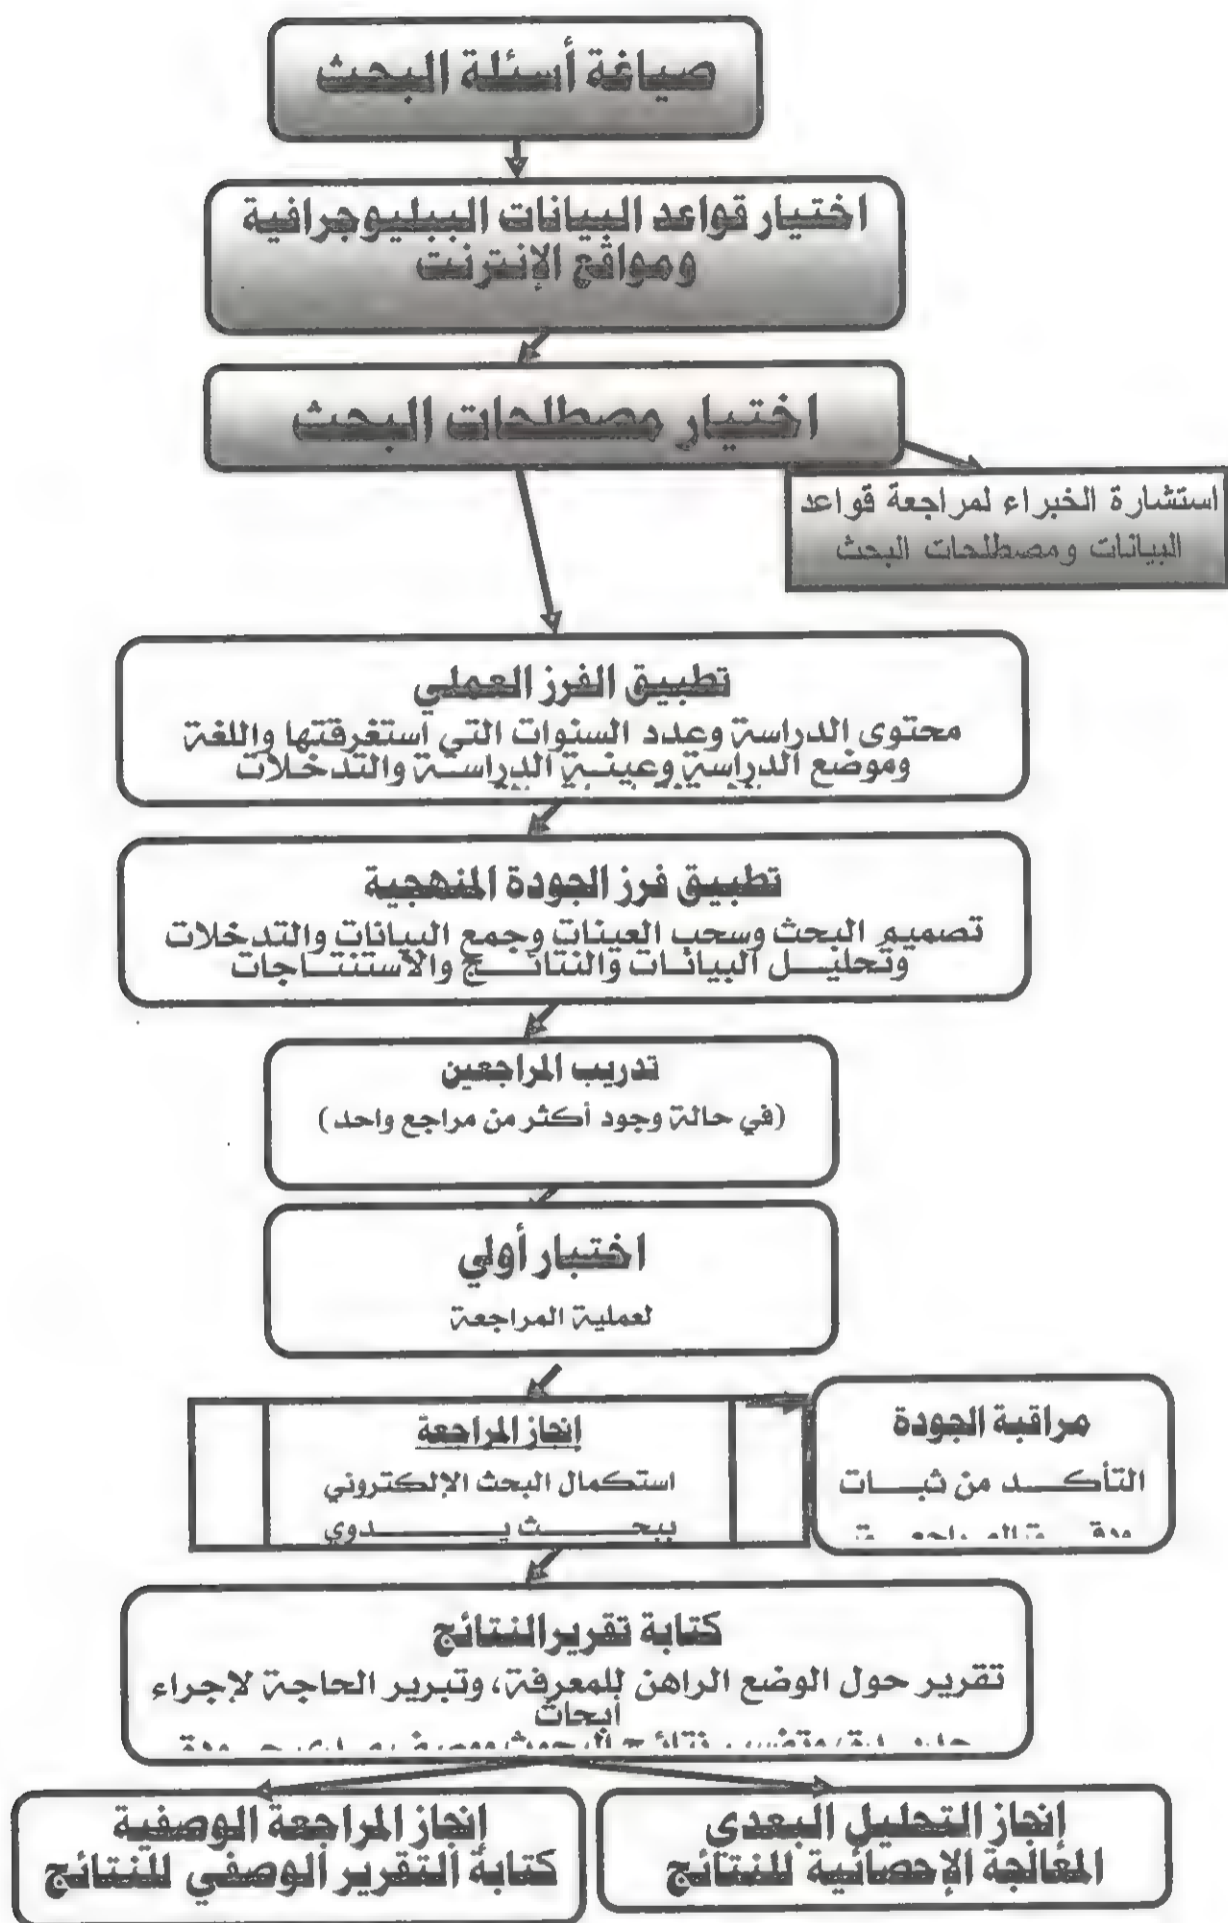 صياغة أسئلة البحث
اختيار قواعد البيانات الببليوجرافية
ومواقع الإنترنت
اختيار مصطلحات البحث
استشارة الخبراء لمراجعة قواعد
البيانات ومصطلحات البحث
تطبيق الفرز العملي
محتوى الدراسة وعدد السنوات التي استغرقتها واللغة
وموضع الدراسة وعينة الدراسة والتدخلات
تطبيق فرز الجودة المنهجية
تصميم البحث وسحب العينات وجمع البيانات والتدخلات
وتحليل البيانات والنتائج والاستنتاجات
تدريب المراجعين
(في حالة وجود أكثر من مراجع واحد)
اختبار أولي
لعملية المراجعة
إنجاز المراجعة
استكمال البحث الإلكتروني
ببحث يدوي
مراقبة الجودة
التأكد من ثبات
كتابة تقرير النتائج
تقرير حول الوضع الراهن للمعرفة، وتبرير الحاجة لإجراء
أبحاث
نتائج البحوث
إنجاز التحليل البعدى
المعالجة الإحصائية للنتائج
إنجاز المراجعة الوصفية
كتابة التقرير الوصفي للنتائج